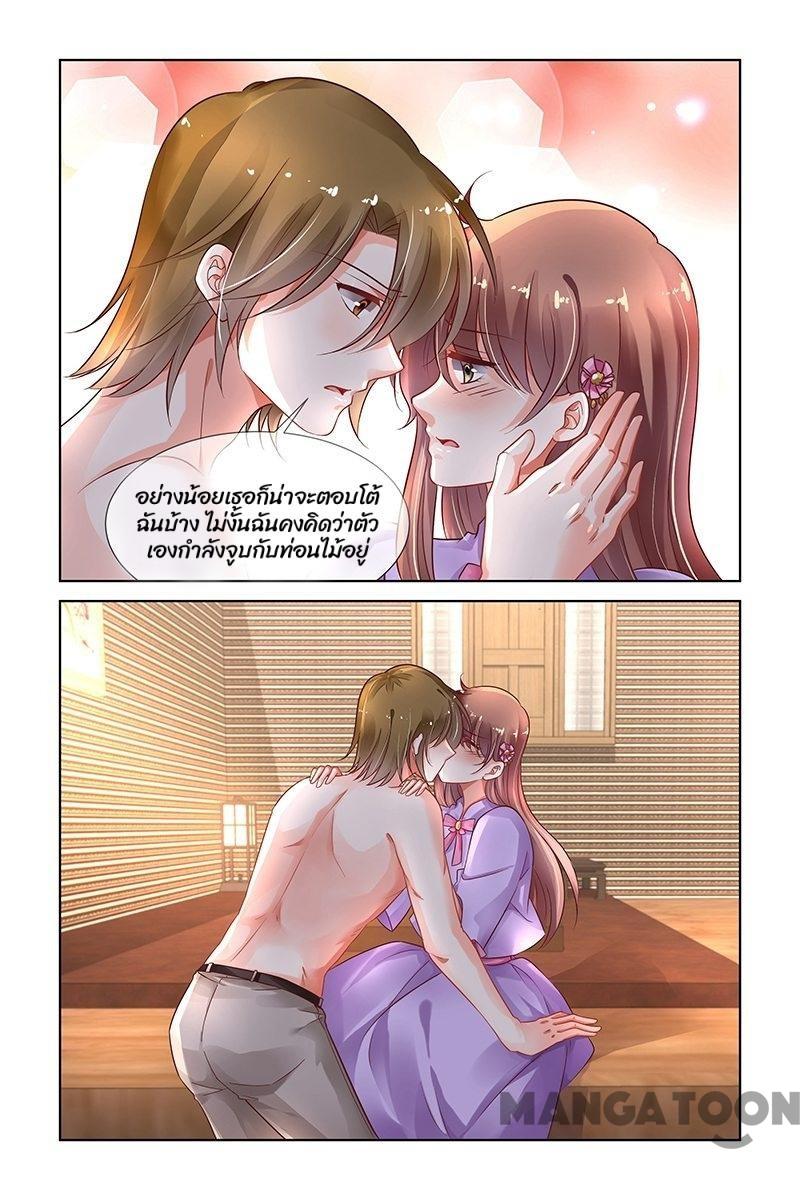 อย่างน้อยเธอก็น่าจะตอบโต้
ฉันบ้าง ไม่งั้นฉันคงคิดว่าตัว
เองกำลังจูบกับท่อนไม้อยู่
MANGATOON